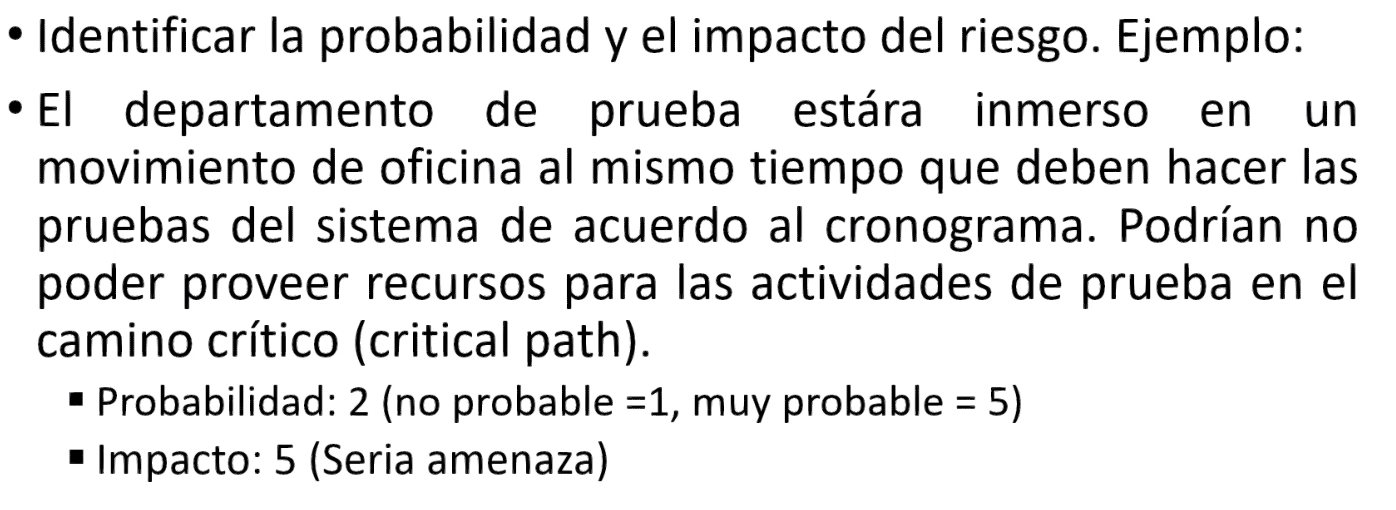 • Identificar la probabilidad y el impacto del riesgo. Ejemplo:
• El departamento de prueba estára inmerso en un
movimiento de oficina al mismo tiempo que deben hacer las
pruebas del sistema de acuerdo al cronograma. Podrían no
poder proveer recursos para las actividades de prueba en el
camino crítico (critical path).
▪ Probabilidad: 2 (no probable =1, muy probable = 5)
▪ Impacto: 5 (Seria amenaza)